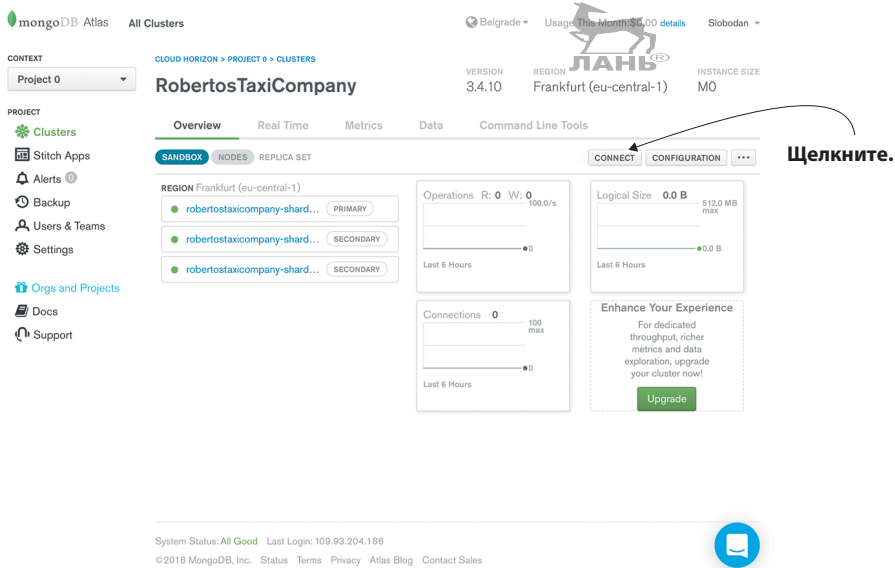 mongoDB Atlas All Clusters Belgrade Usage This Month:$0.00 details Slobodan
ЛАНЬ®
CONTEXT
Project 0
CLOUD HORIZON > PROJECT 0 > CLUSTERS
RobertosTaxiCompany
VERSION REGION INSTANCE SIZE
3.4.10 Frankfurt (eu-central-1) M0
PROJECT
Clusters
Stitch Apps
Alerts 0
Backup
Users & Teams
Settings
Orgs and Projects
Docs
Support
Overview Real Time Metrics Data Command Line Tools
SANDBOX NODES REPLICA SET CONNECT CONFIGURATION ...
Щелкните.
REGION Frankfurt (eu-central-1)
robertostaxicompany-shard... PRIMARY
robertostaxicompany-shard... SECONDARY
robertostaxicompany-shard... SECONDARY
Operations R: 0 W: 0
100.0/s
0
Last 6 Hours
Logical Size 0.0 B
512.0 MB
max
0.0 B
Last 6 Hours
Connections 0
100
max
0
Last 6 Hours
Enhance Your Experience
For dedicated
throughput, richer
metrics and data
exploration, upgrade
your cluster now!
Upgrade
System Status: All Good Last Login: 109.93.204.186
©2018 MongoDB, Inc. Status Terms Privacy Atlas Blog Contact Sales